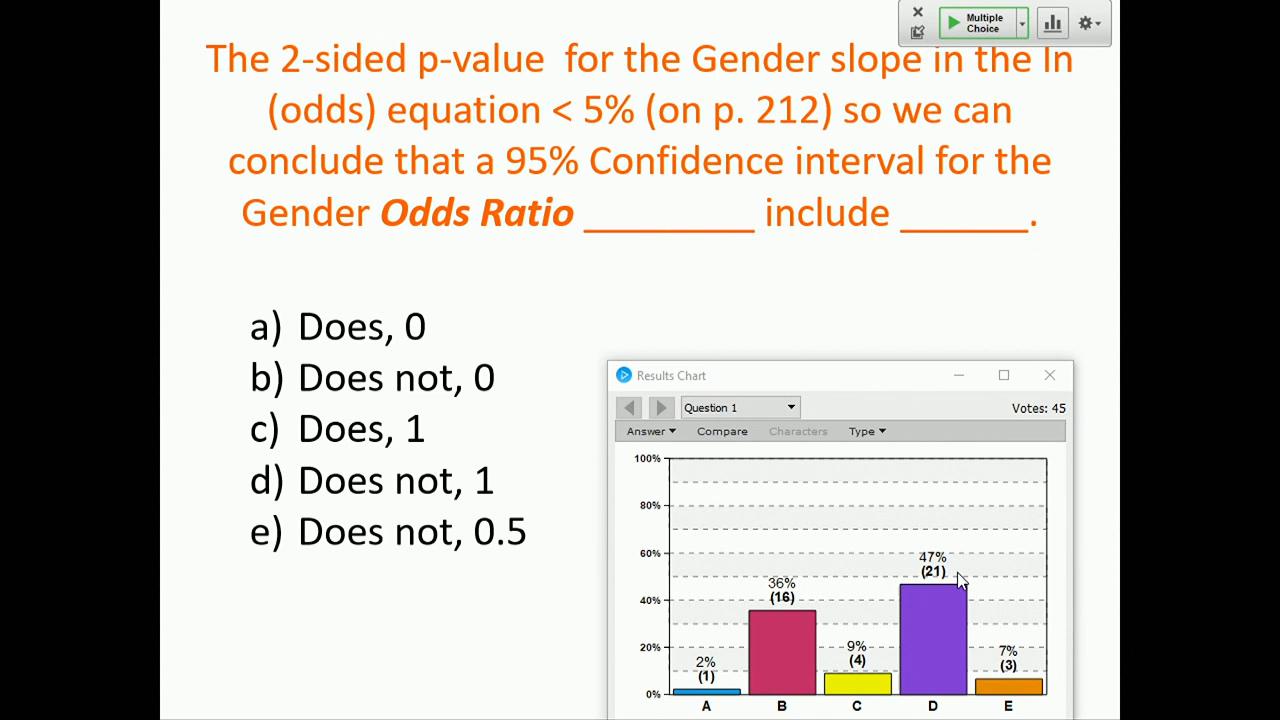 Multiple
Choice
The 2-sided p-value for the Gender slope in the ln
(odds) equation < 5% (on p. 212) so we can
conclude that a 95% Confidence interval for the
Gender Odds Ratio ________ include ______.
a) Does, 0
b) Does not, 0
c) Does, 1
d) Does not, 1
e) Does not, 0.5
Results Chart
Question 1
Votes: 45
Answer Compare Characters Type
100%
80%
60%
40%
20%
0%
2%
(1)
36%
(16)
9%
(4)
47%
(21)
7%
(3)
A B C D E